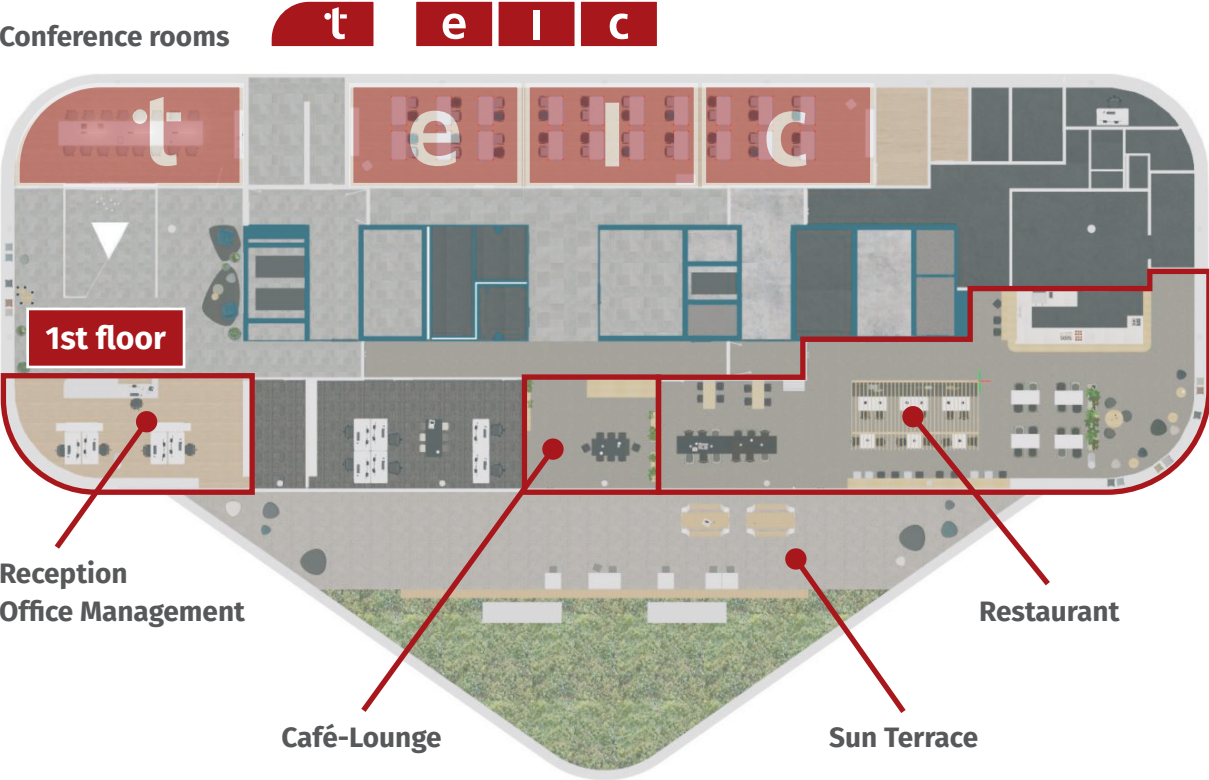 Conference rooms
t e l c
t e l c
1st floor
Reception
Office Management
Restaurant
Café-Lounge
Sun Terrace